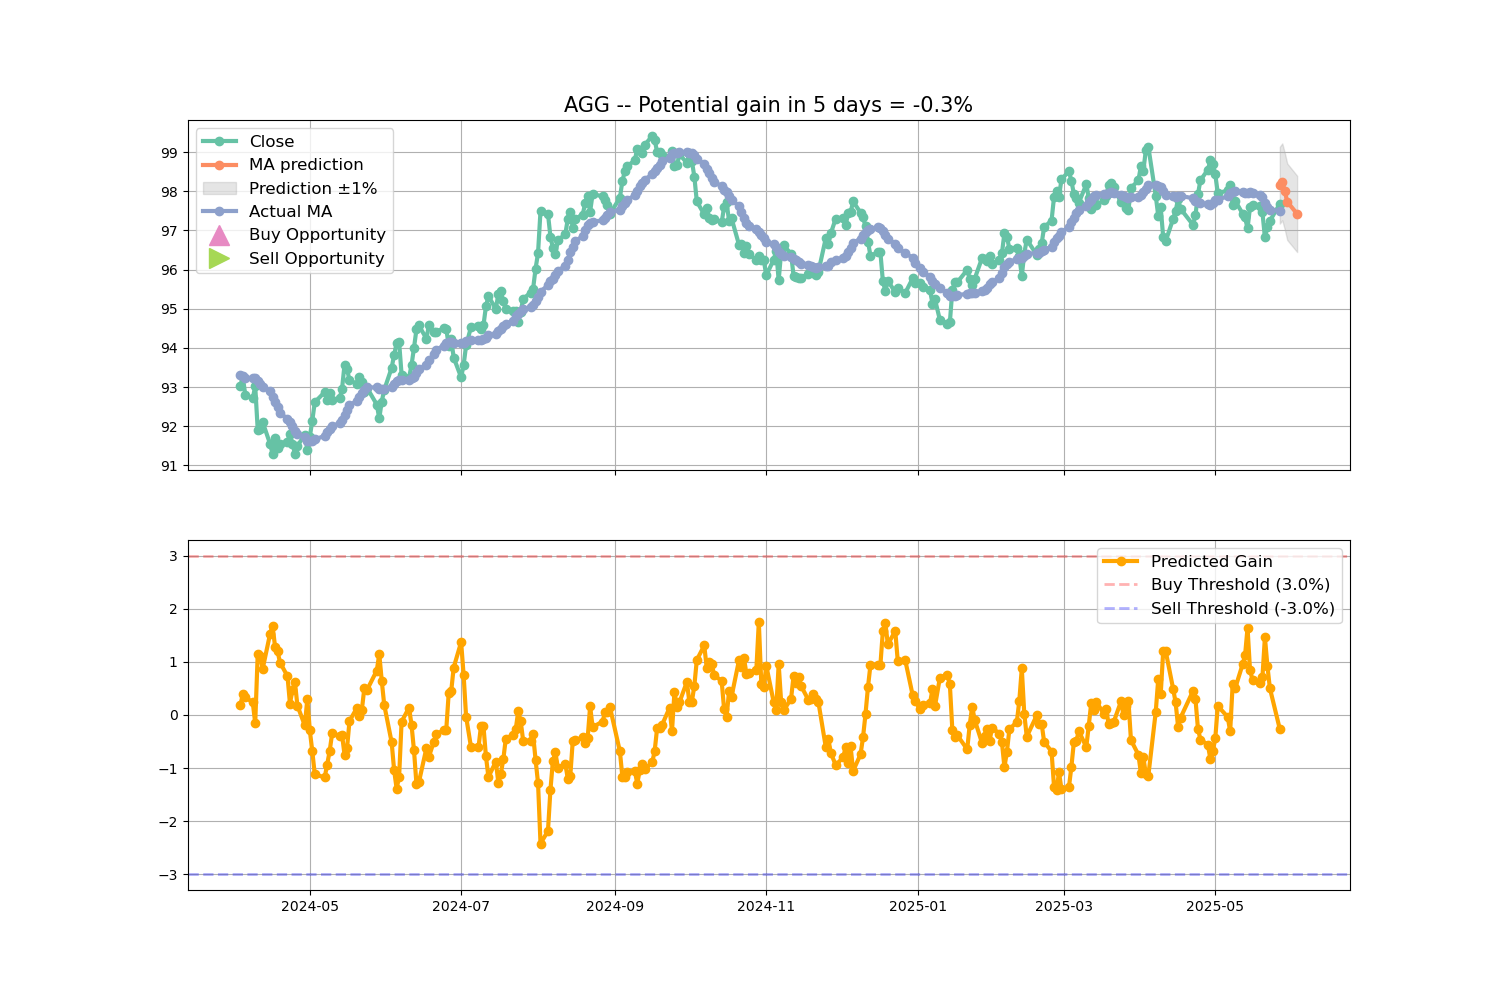 AGG -- Potential gain in 5 days = -0.3%
Close
MA prediction
Prediction ±1%
Actual MA
Buy Opportunity
Sell Opportunity
99
98
97
96
95
94
93
92
91
Predicted Gain
Buy Threshold (3.0%)
Sell Threshold (-3.0%)
3
2
1
0
−1
−2
−3
2024-05 2024-07 2024-09 2024-11 2025-01 2025-03 2025-05